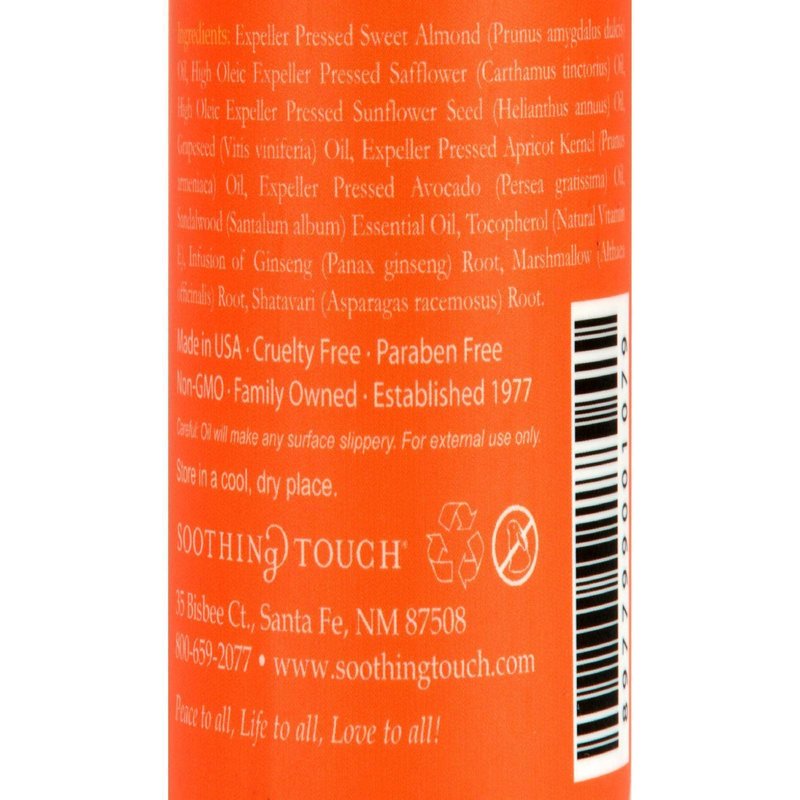 Ingredients: Expeller Pressed Sweet Almond (Prunus amygdalus dulcis)
Oil, High Oleic Expeller Pressed Safflower (Carthamus tinctorius) Oil,
High Oleic Expeller Pressed Sunflower Seed (Helianthus annuus) Oil,
Grapeseed (Vitis viniferia) Oil, Expeller Pressed Apricot Kernel (Prunus
armeniaca) Oil, Expeller Pressed Avocado (Persea gratissima) Oil,
Sandalwood (Santalum album) Essential Oil, Tocopherol (Natural Vitamin
E), Infusion of Ginseng (Panax ginseng) Root, Marshmallow (Althaea
officinalis) Root, Shatavari (Asparagas racemosus) Root.
Made in USA · Cruelty Free · Paraben Free
Non-GMO · Family Owned · Established 1977
Careful: Oil will make any surface slippery. For external use only.
Store in a cool, dry place.
SOOTHING TOUCH®
35 Bisbee Ct., Santa Fe, NM 87508
800-659-2077 • www.soothingtouch.com
Peace to all, Life to all, Love to all!
897799001079